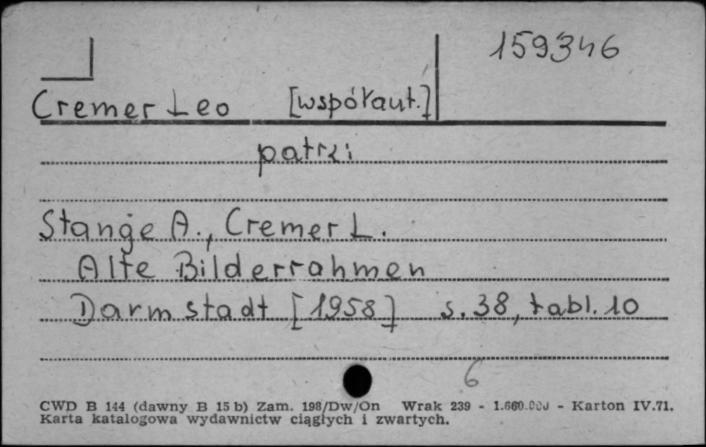 159346
Cremer Leo [współaut.]
patrz:
Stange A., Cremer L.
Alte Bilderrahmen
Darmstadt [1958] s. 38, tabl. 10
6
CWD B 144 (dawny B 15 b) Zam. 198/Dw/On Wrak 239 - 1.660.000 - Karton IV.71.
Karta katalogowa wydawnictw ciągłych i zwartych.